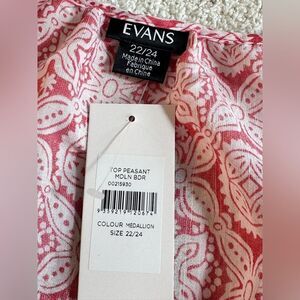 EVANS
22/24
Made in China
Fabriqué
en Chine
TOP PEASANT
MDLN BDR
00215930
COLOUR MEDALLION
SIZE 22/24